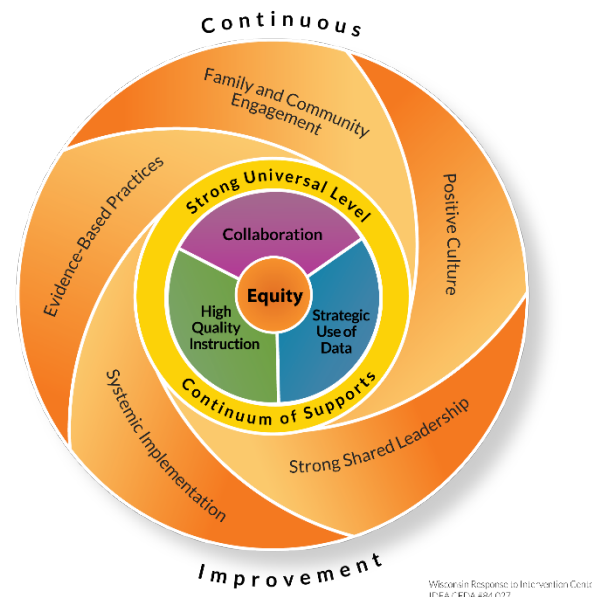 Continuous
Family and Community
Engagement
Positive Culture
Strong Shared Leadership
Systemic Implementation
Evidence-Based Practices
Strong Universal Level
Continuum of Supports
Collaboration
Strategic
Use of
Data
High
Quality
Instruction
Equity
Improvement
Wisconsin Response to Intervention